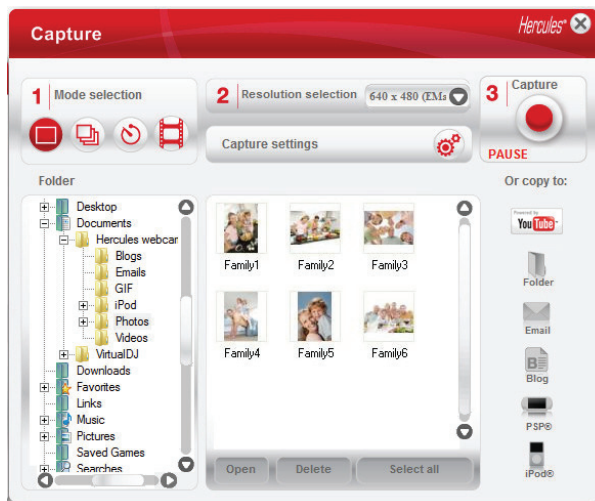 Capture
Hercules®
1 Mode selection
2 Resolution selection 640 x 480 (EMa
3 Capture
Capture settings
PAUSE
Folder
Or copy to:
Desktop
Documents
Hercules webcar
Blogs
Emails
GIF
iPod
Photos
Videos
VirtualDJ
Downloads
Favorites
Links
Music
Pictures
Saved Games
Searches
Family1 Family2 Family3
Family4 Family5 Family6
Open Delete Select all
Powered by
YouTube
Folder
Email
B
Blog
PSP®
iPod®